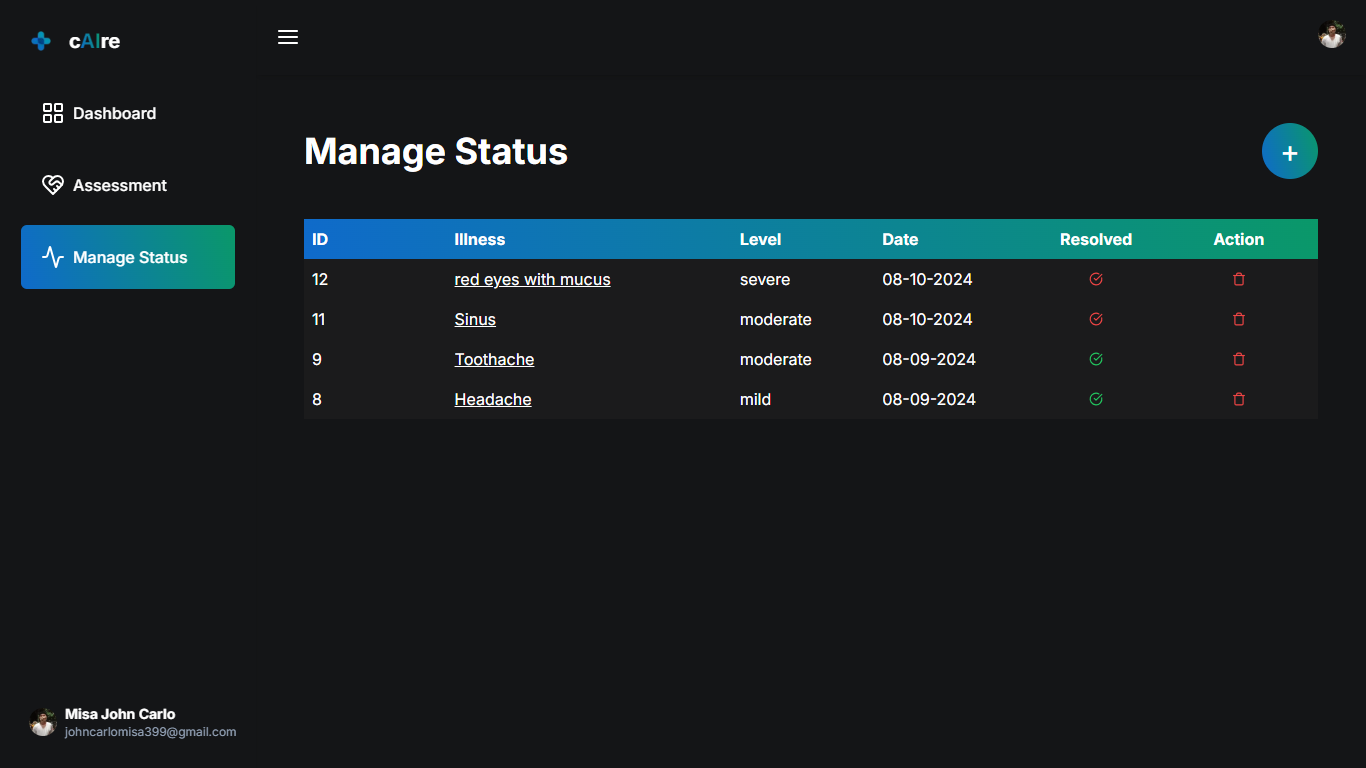 cAIre
Dashboard
Assessment
Manage Status
Manage Status
+
ID Illness Level Date Resolved Action
12 red eyes with mucus severe 08-10-2024
11 Sinus moderate 08-10-2024
9 Toothache moderate 08-09-2024
8 Headache mild 08-09-2024
Misa John Carlo
johncarlomisa399@gmail.com